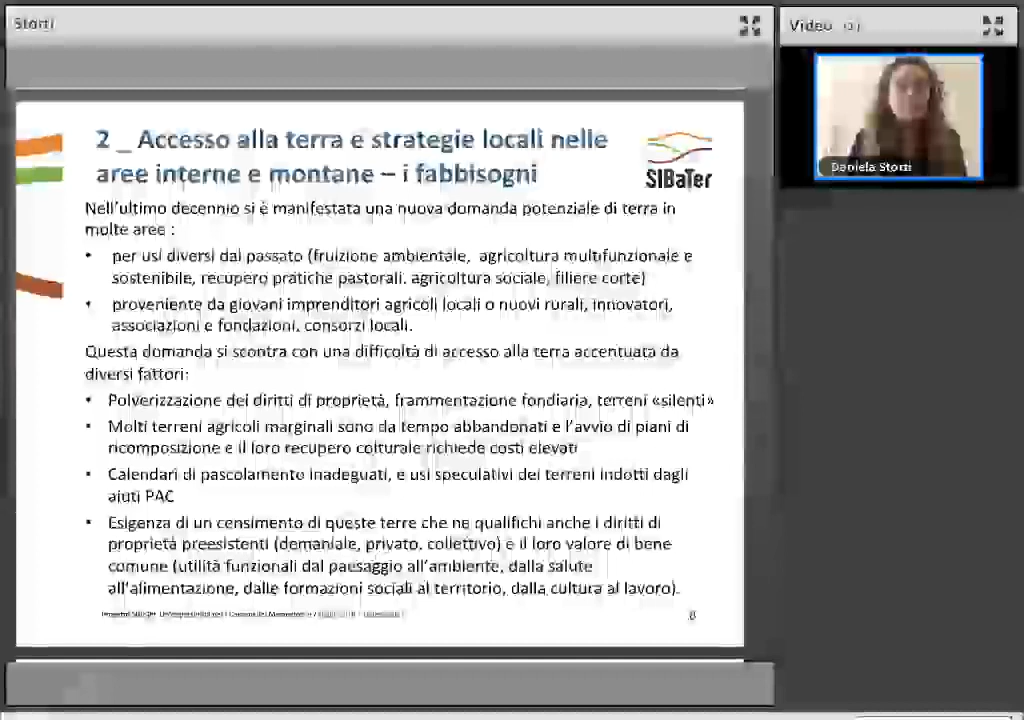 Storti
Video
Daniela Storti
2 _ Accesso alla terra e strategie locali nelle
aree interne e montane – i fabbisogni
SIBaTer
Nell'ultimo decennio si è manifestata una nuova domanda potenziale di terra in
molte aree :
• per usi diversi dal passato (fruizione ambientale, agricoltura multifunzionale e
sostenibile, recupero pratiche pastorali, agricoltura sociale, filiere corte)
• proveniente da giovani imprenditori agricoli locali o nuovi rurali, innovatori,
associazioni e fondazioni, consorzi locali.
Questa domanda si scontra con una difficoltà di accesso alla terra accentuata da
diversi fattori:
• Polverizzazione dei diritti di proprietà, frammentazione fondiaria, terreni «silenti»
• Molti terreni agricoli marginali sono da tempo abbandonati e l'avvio di piani di
ricomposizione e il loro recupero colturale richiede costi elevati
• Calendari di pascolamento inadeguati, e usi speculativi dei terreni indotti dagli
aiuti PAC
• Esigenza di un censimento di queste terre che ne qualifichi anche i diritti di
proprietà preesistenti (demaniale, privato, collettivo) e il loro valore di bene
comune (utilità funzionali dal paesaggio all'ambiente, dalla salute
all'alimentazione, dalle formazioni sociali al territorio, dalla cultura al lavoro).
8